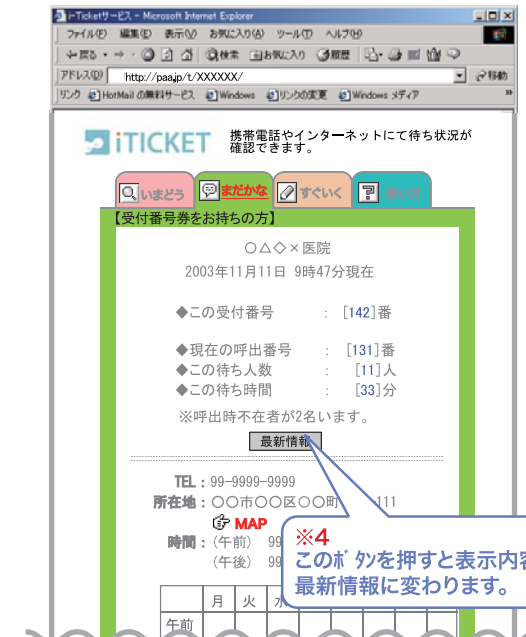 i-Ticketサービス - Microsoft Internet Explorer
ファイル(F) 編集(E) 表示(V) お気に入り(A) ツール(T) ヘルプ(H)
戻る 検索 お気に入り 履歴
アドレス(D) http://paa.jp/t/XXXXXX/ 移動
リンク HotMail の無料サービス Windows リンクの変更 Windows メディア »
iTICKET 携帯電話やインターネットにて待ち状況が
確認できます。
いまどう まだかな すぐいく 使い方
【受付番号券をお持ちの方】
○△◇×医院
2003年11月11日 9時47分現在
◆この受付番号 : [142]番
◆現在の呼出番号 : [131]番
◆この待ち人数 : [11]人
◆この待ち時間 : [33]分
※呼出時不在者が2名います。
最新情報
TEL:99-9999-9999
所在地:○○市○○区○○町 111
MAP
時間:(午前) 99
(午後) 99
※4
このボタンを押すと表示内容
最新情報に変わります。
月 火 水
午前